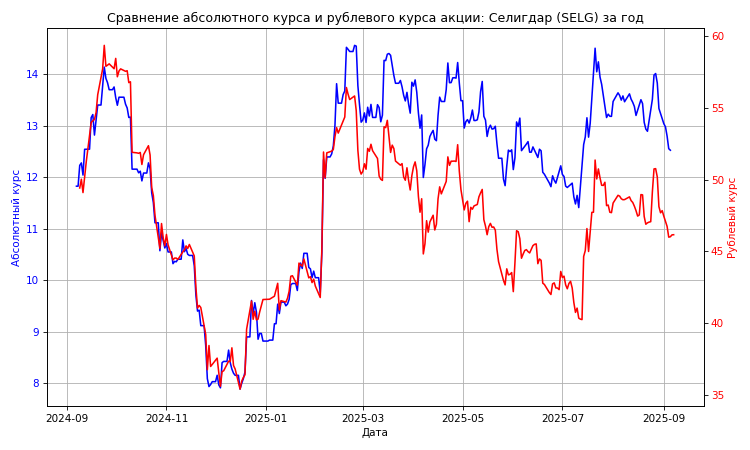 Сравнение абсолютного курса и рублевого курса акции: Селигдар (SELG) за год
Абсолютный курс
14
13
12
11
10
9
8
60
55
50
45
40
35
Рублевый курс
2024-09 2024-11 2025-01 2025-03 2025-05 2025-07 2025-09
Дата